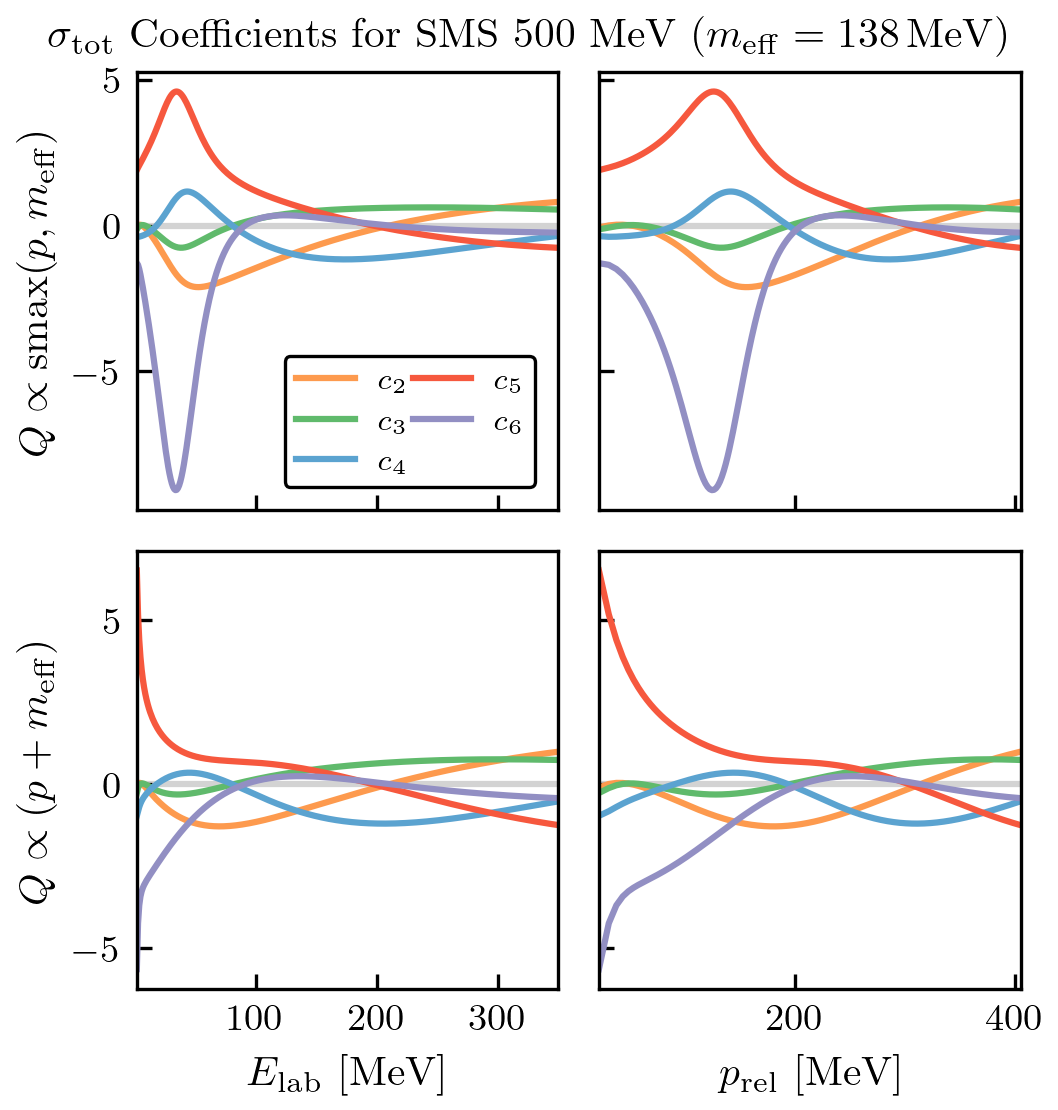 σtot Coefficients for SMS 500 MeV (meff = 138 MeV)
Q ∝ smax(p, meff)
5
0
−5
c2 c5
c3 c6
c4
Q ∝ (p + meff)
5
0
−5
100 200 300
200 400
Elab [MeV]
prel [MeV]